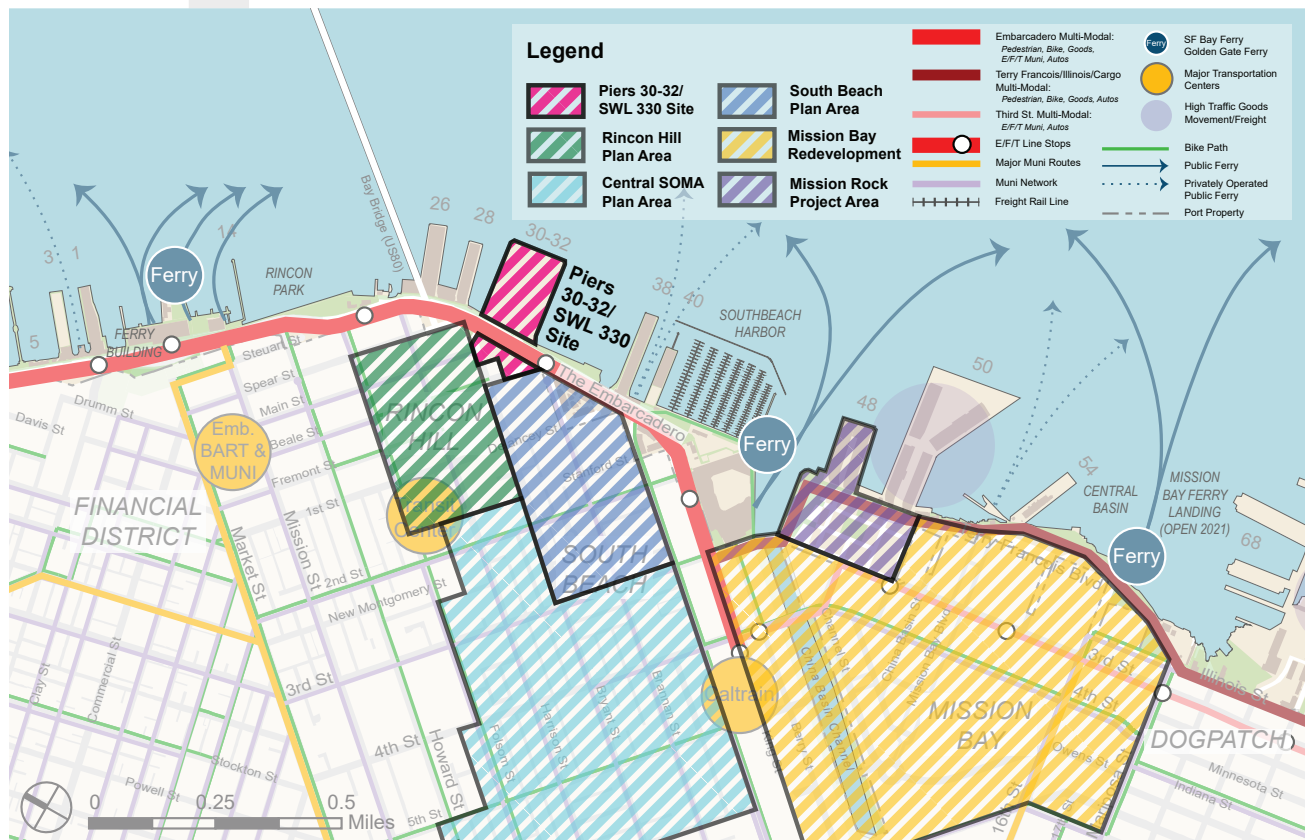 Legend
Piers 30-32/
SWL 330 Site
Rincon Hill
Plan Area
Central SOMA
Plan Area
South Beach
Plan Area
Mission Bay
Redevelopment
Mission Rock
Project Area
Embarcadero Multi-Modal:
Pedestrian, Bike, Goods,
E/F/T Muni, Autos
Terry Francois/Illinois/Cargo
Multi-Modal:
Pedestrian, Bike, Goods, Autos
Third St. Multi-Modal:
E/F/T Muni, Autos
E/F/T Line Stops
Major Muni Routes
Muni Network
Freight Rail Line
Ferry
SF Bay Ferry
Golden Gate Ferry
Major Transportation
Centers
High Traffic Goods
Movement/Freight
Bike Path
Public Ferry
Privately Operated
Public Ferry
Port Property
5
3
1
Ferry
14
RINCON
PARK
Bay Bridge (US80)
26
28
30-32
Piers
30-32/
SWL 330
Site
38
40
SOUTHBEACH
HARBOR
48
50
54
CENTRAL
BASIN
MISSION
BAY FERRY
LANDING
(OPEN 2021)
68
Ferry
Ferry
FERRY
BUILDING
The Embarcadero
Steuart St
Spear St
Main St
Beale St
Fremont St
1st St
2nd St
New Montgomery St
3rd St
4th St
5th St
Drumm St
Davis St
Emb.
BART &
MUNI
Transit
Center
RINCON
HILL
Delancey St
Stanford St
SOUTH
BEACH
FINANCIAL
DISTRICT
Market St
Mission St
Howard St
Folsom St
Harrison St
Bryant St
Brannan St
King St
Berry St
Caltrain
China Basin Channel
Channel St
China Basin St
Mission Bay Blvd
Terry Francois Blvd
3rd St
4th St
MISSION
BAY
Owens St
16th St
17th St
Mariposa St
Illinois St
DOGPATCH
Minnesota St
Indiana St
Clay St
Commercial St
Stockton St
Powell St
0
0.25
0.5
Miles